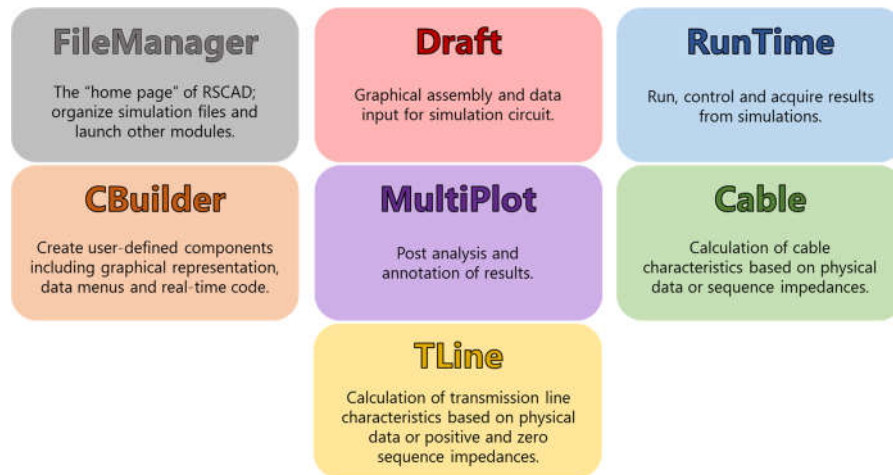 FileManager
The "home page" of RSCAD;
organize simulation files and
launch other modules.
Draft
Graphical assembly and data
input for simulation circuit.
RunTime
Run, control and acquire results
from simulations.
CBuilder
Create user-defined components
including graphical representation,
data menus and real-time code.
MultiPlot
Post analysis and
annotation of results.
Cable
Calculation of cable
characteristics based on physical
data or sequence impedances.
TLine
Calculation of transmission line
characteristics based on physical
data or positive and zero
sequence impedances.